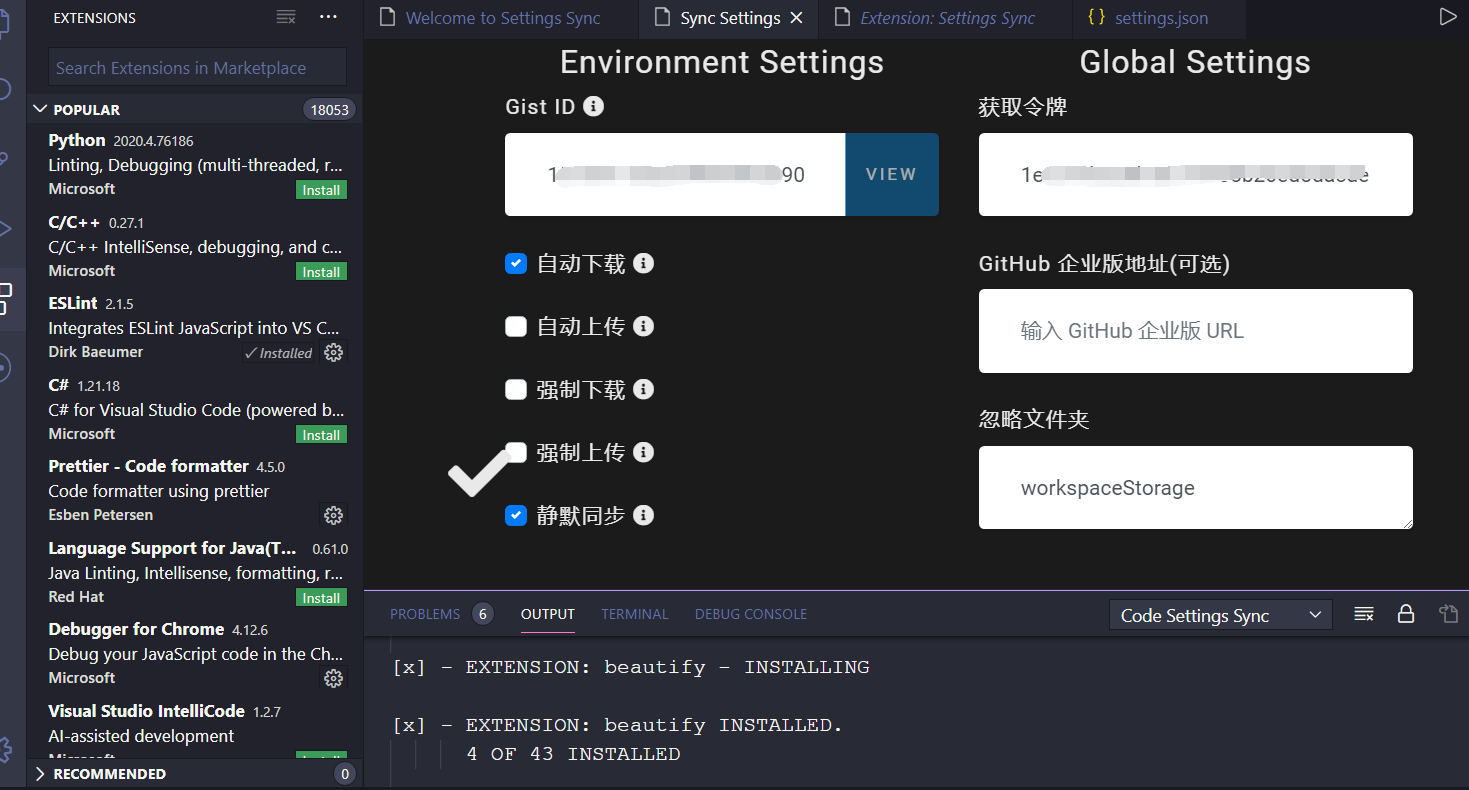 EXTENSIONS
Search Extensions in Marketplace
POPULAR 18053
Python 2020.4.76186
Linting, Debugging (multi-threaded, r...
Microsoft Install
C/C++ 0.27.1
C/C++ IntelliSense, debugging, and c...
Microsoft Install
ESLint 2.1.5
Integrates ESLint JavaScript into VS C...
Dirk Baeumer ✓Installed
C# 1.21.18
C# for Visual Studio Code (powered b...
Microsoft Install
Prettier - Code formatter 4.5.0
Code formatter using prettier
Esben Petersen
Language Support for Java(T... 0.61.0
Java Linting, Intellisense, formatting, r...
Red Hat Install
Debugger for Chrome 4.12.6
Debug your JavaScript code in the Ch...
Microsoft
Visual Studio IntelliCode 1.2.7
AI-assisted development
RECOMMENDED 0
Welcome to Settings Sync Sync Settings Extension: Settings Sync { } settings.json
Environment Settings
Gist ID
90 VIEW
自动下载
自动上传
强制下载
强制上传
静默同步
Global Settings
获取令牌
1e
GitHub 企业版地址(可选)
输入 GitHub 企业版 URL
忽略文件夹
workspaceStorage
PROBLEMS 6 OUTPUT TERMINAL DEBUG CONSOLE Code Settings Sync
[x] - EXTENSION: beautify - INSTALLING
[x] - EXTENSION: beautify INSTALLED.
4 OF 43 INSTALLED